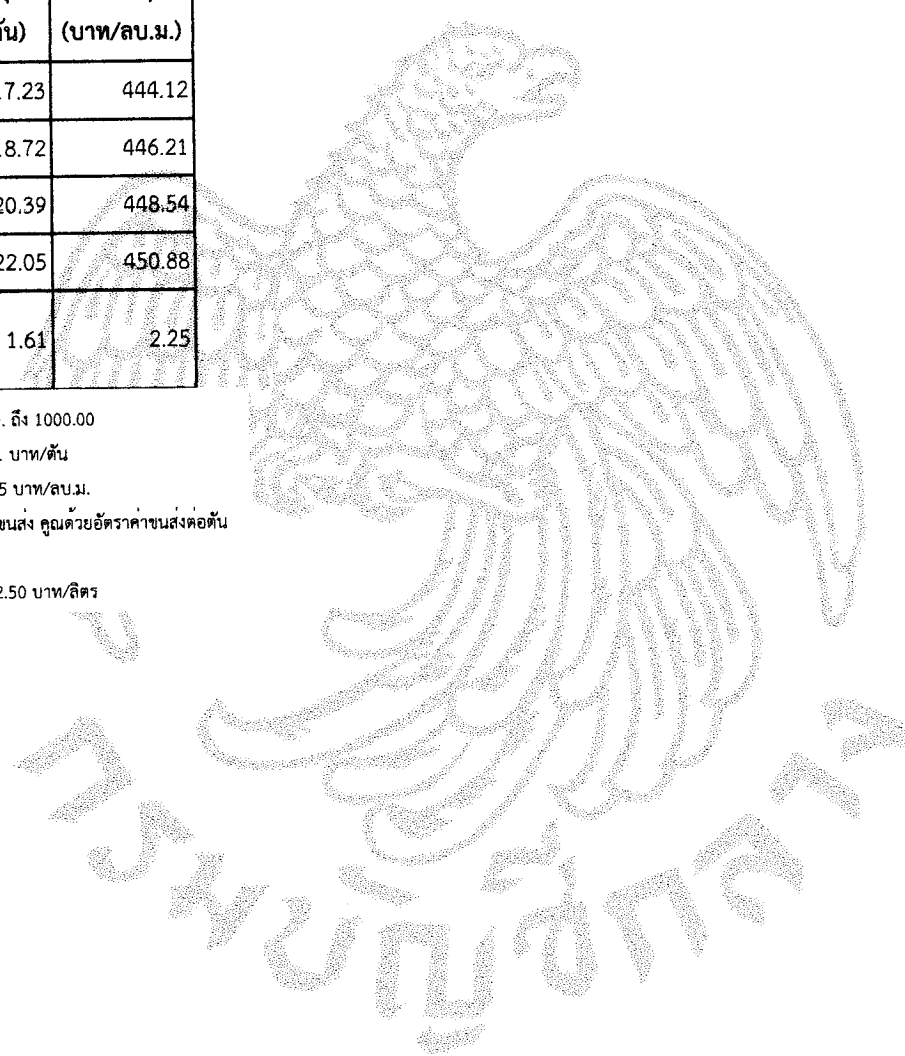 (บาท/ลบ.ม.)
17.23 444.12
18.72 446.21
20.39 448.54
22.05 450.88
1.61 2.25
ถึง 1000.00
บาท/ตัน
5 บาท/ลบ.ม.
ขนส่ง คูณด้วยอัตราค่าขนส่งต่อตัน
2.50 บาท/ลิตร
กรมบัญชีกลาง